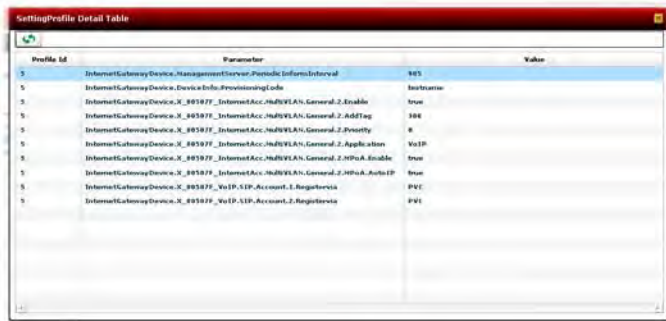 SettingProfile Detail Table
Profile Id Parameter Value
5 InternetGatewayDevice.ManagementServer.PeriodicInformInterval 905
5 InternetGatewayDevice.DeviceInfo.ProvisioningCode testname
5 InternetGatewayDevice.X_00507F_InternetAcc.MultiVLAN.General.2.Enable true
5 InternetGatewayDevice.X_00507F_InternetAcc.MultiVLAN.General.2.AddTag 300
5 InternetGatewayDevice.X_00507F_InternetAcc.MultiVLAN.General.2.Priority 0
5 InternetGatewayDevice.X_00507F_InternetAcc.MultiVLAN.General.2.Application VoIP
5 InternetGatewayDevice.X_00507F_InternetAcc.MultiVLAN.General.2.MPoA.Enable true
5 InternetGatewayDevice.X_00507F_InternetAcc.MultiVLAN.General.2.MPoA.AutoIP true
5 InternetGatewayDevice.X_00507F_VoIP.SIP.Account.1.Registervia PVC
5 InternetGatewayDevice.X_00507F_VoIP.SIP.Account.2.Registervia PVC